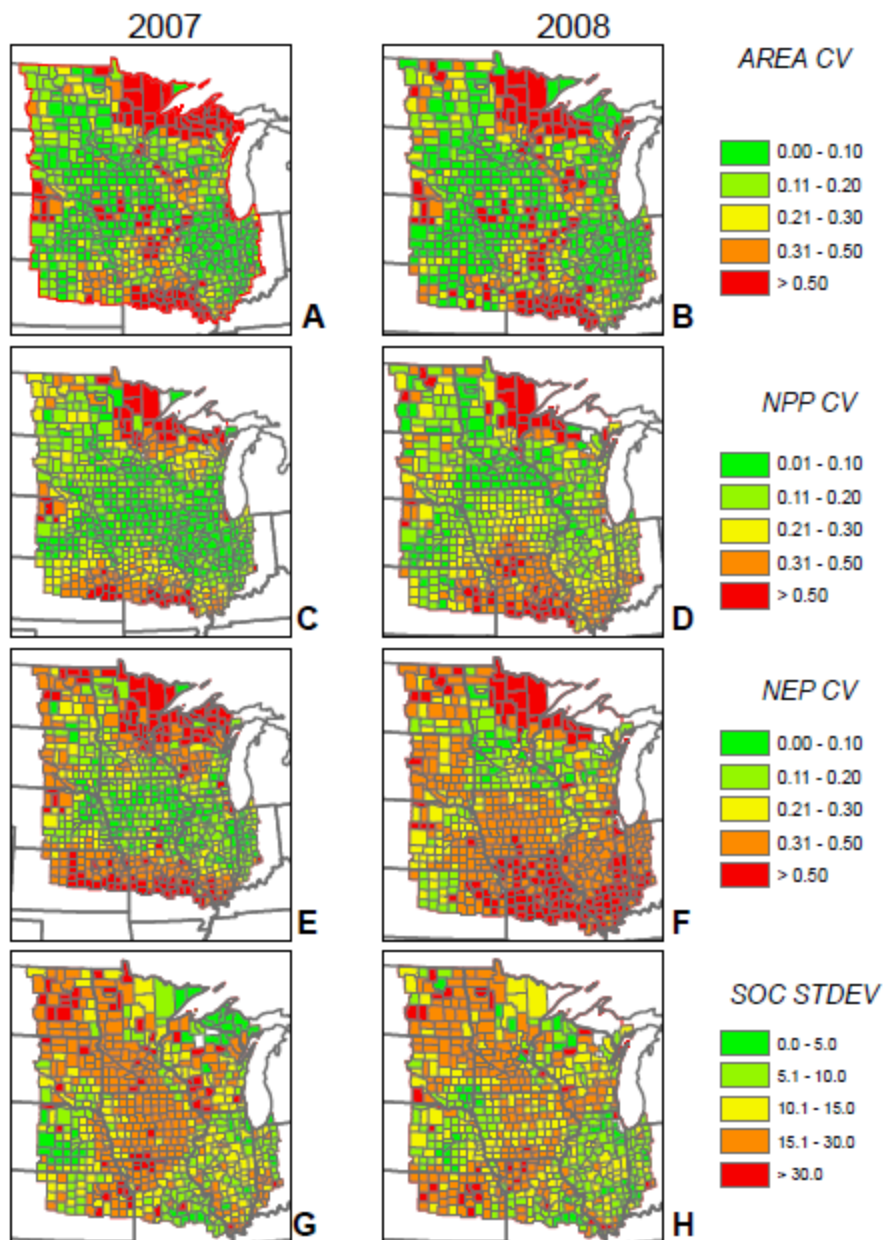 2007
2008
AREA CV
0.00 - 0.10
0.11 - 0.20
0.21 - 0.30
0.31 - 0.50
> 0.50
A
B
NPP CV
0.01 - 0.10
0.11 - 0.20
0.21 - 0.30
0.31 - 0.50
> 0.50
C
D
NEP CV
0.00 - 0.10
0.11 - 0.20
0.21 - 0.30
0.31 - 0.50
> 0.50
E
F
SOC STDEV
0.0 - 5.0
5.1 - 10.0
10.1 - 15.0
15.1 - 30.0
> 30.0
G
H